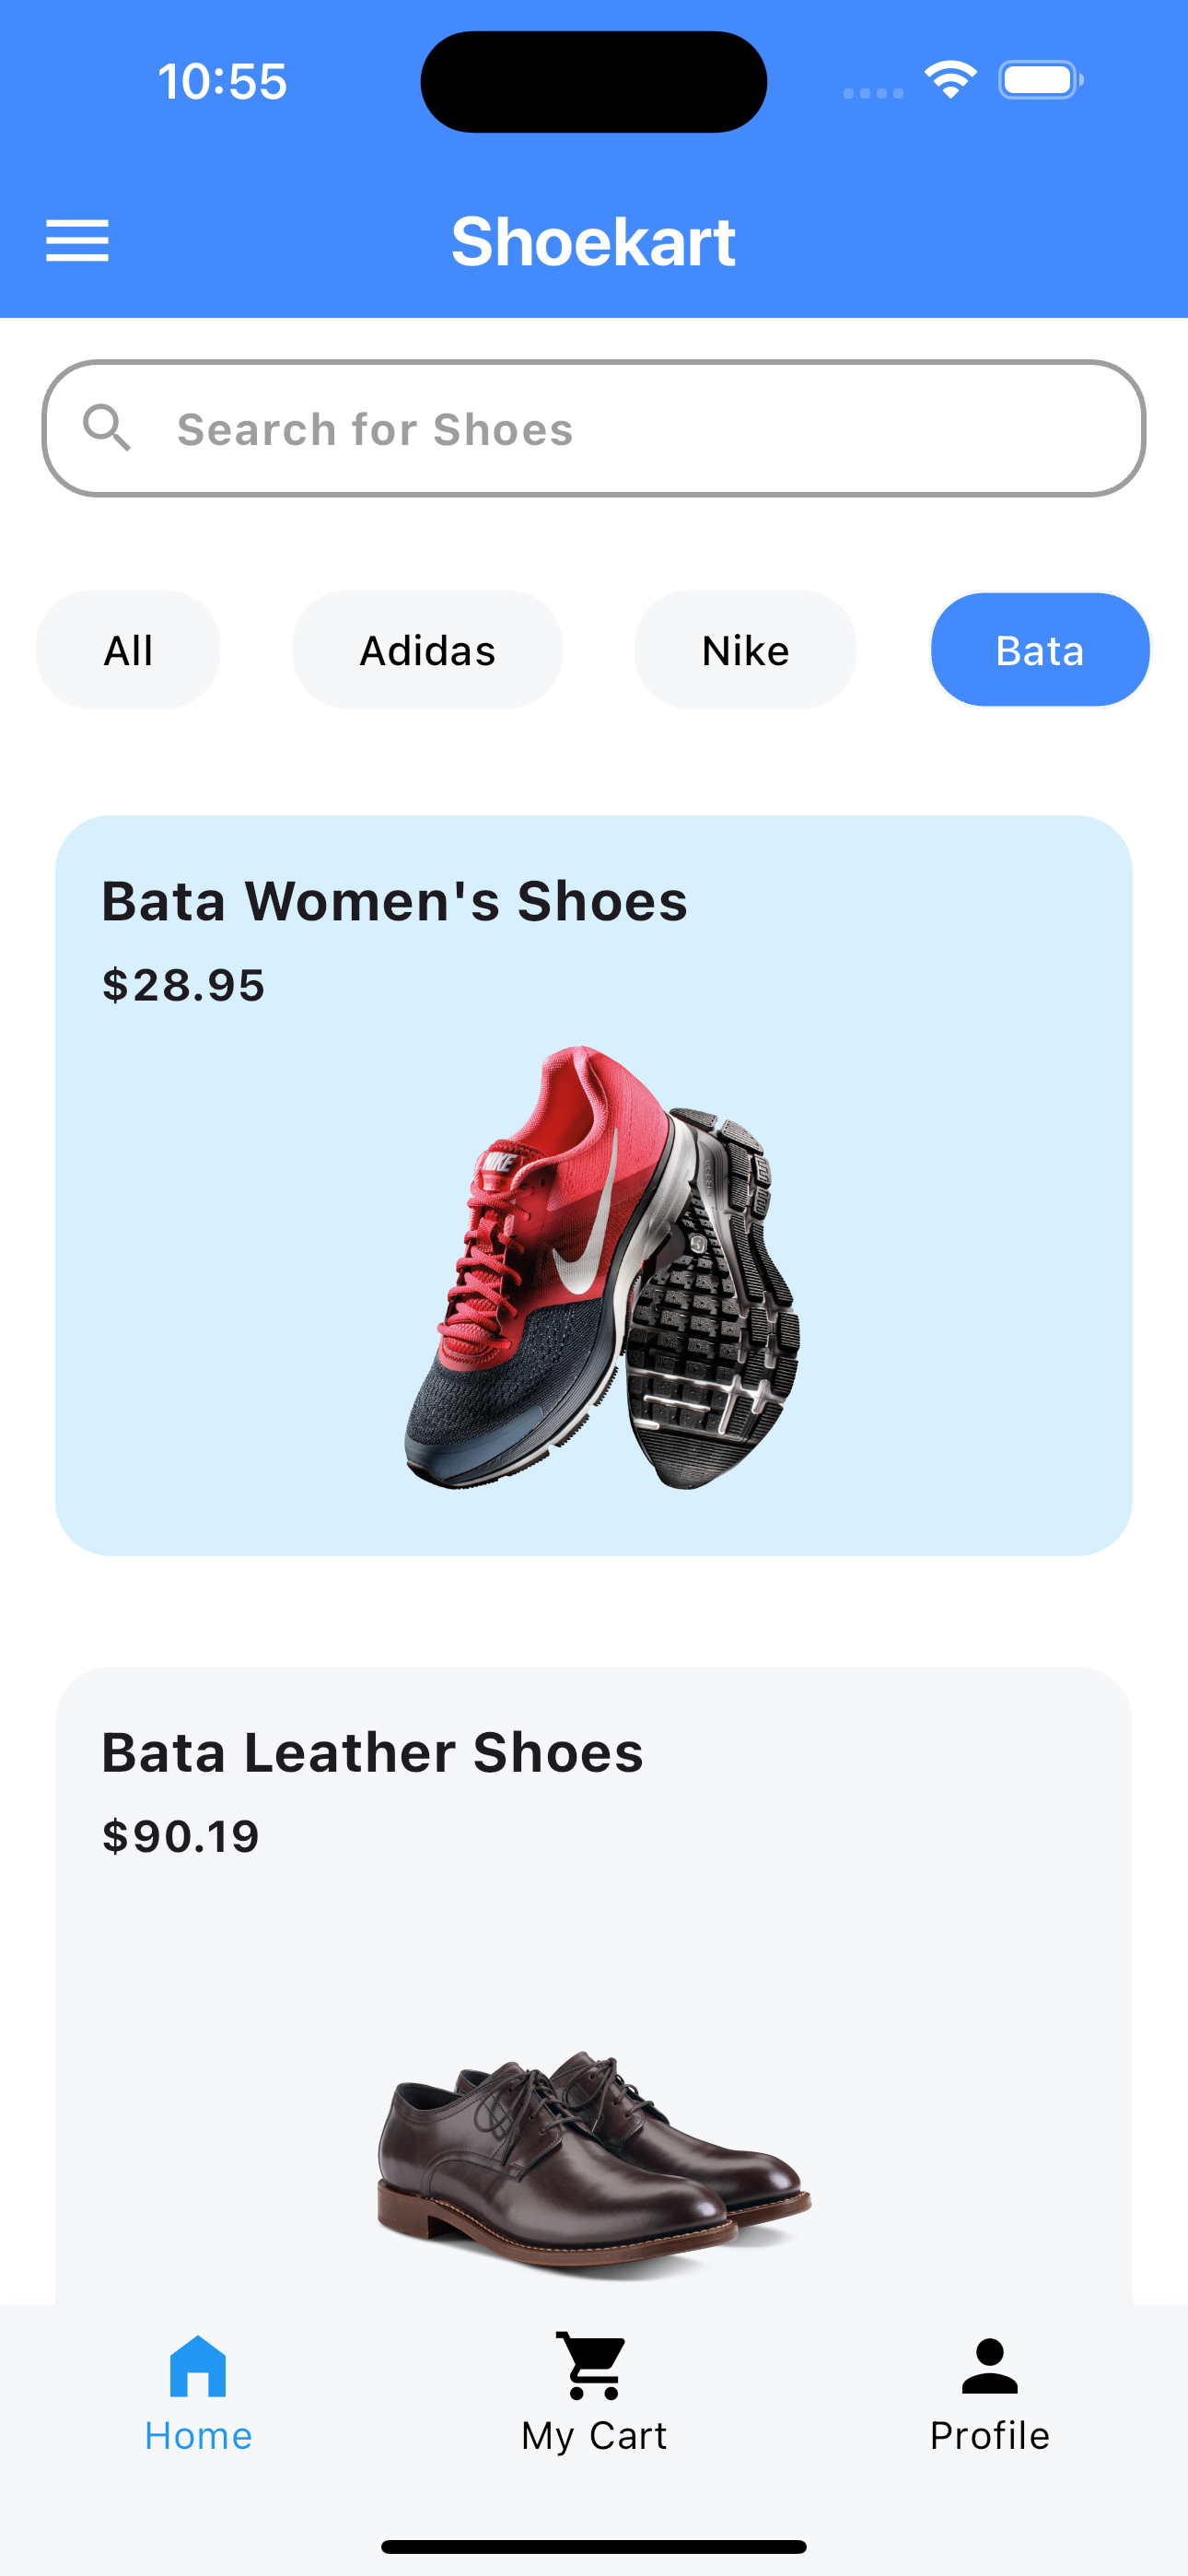 10:55
Shoekart
Search for Shoes
All
Adidas
Nike
Bata
Bata Women's Shoes
$28.95
NIKE
Bata Leather Shoes
$90.19
Home
My Cart
Profile